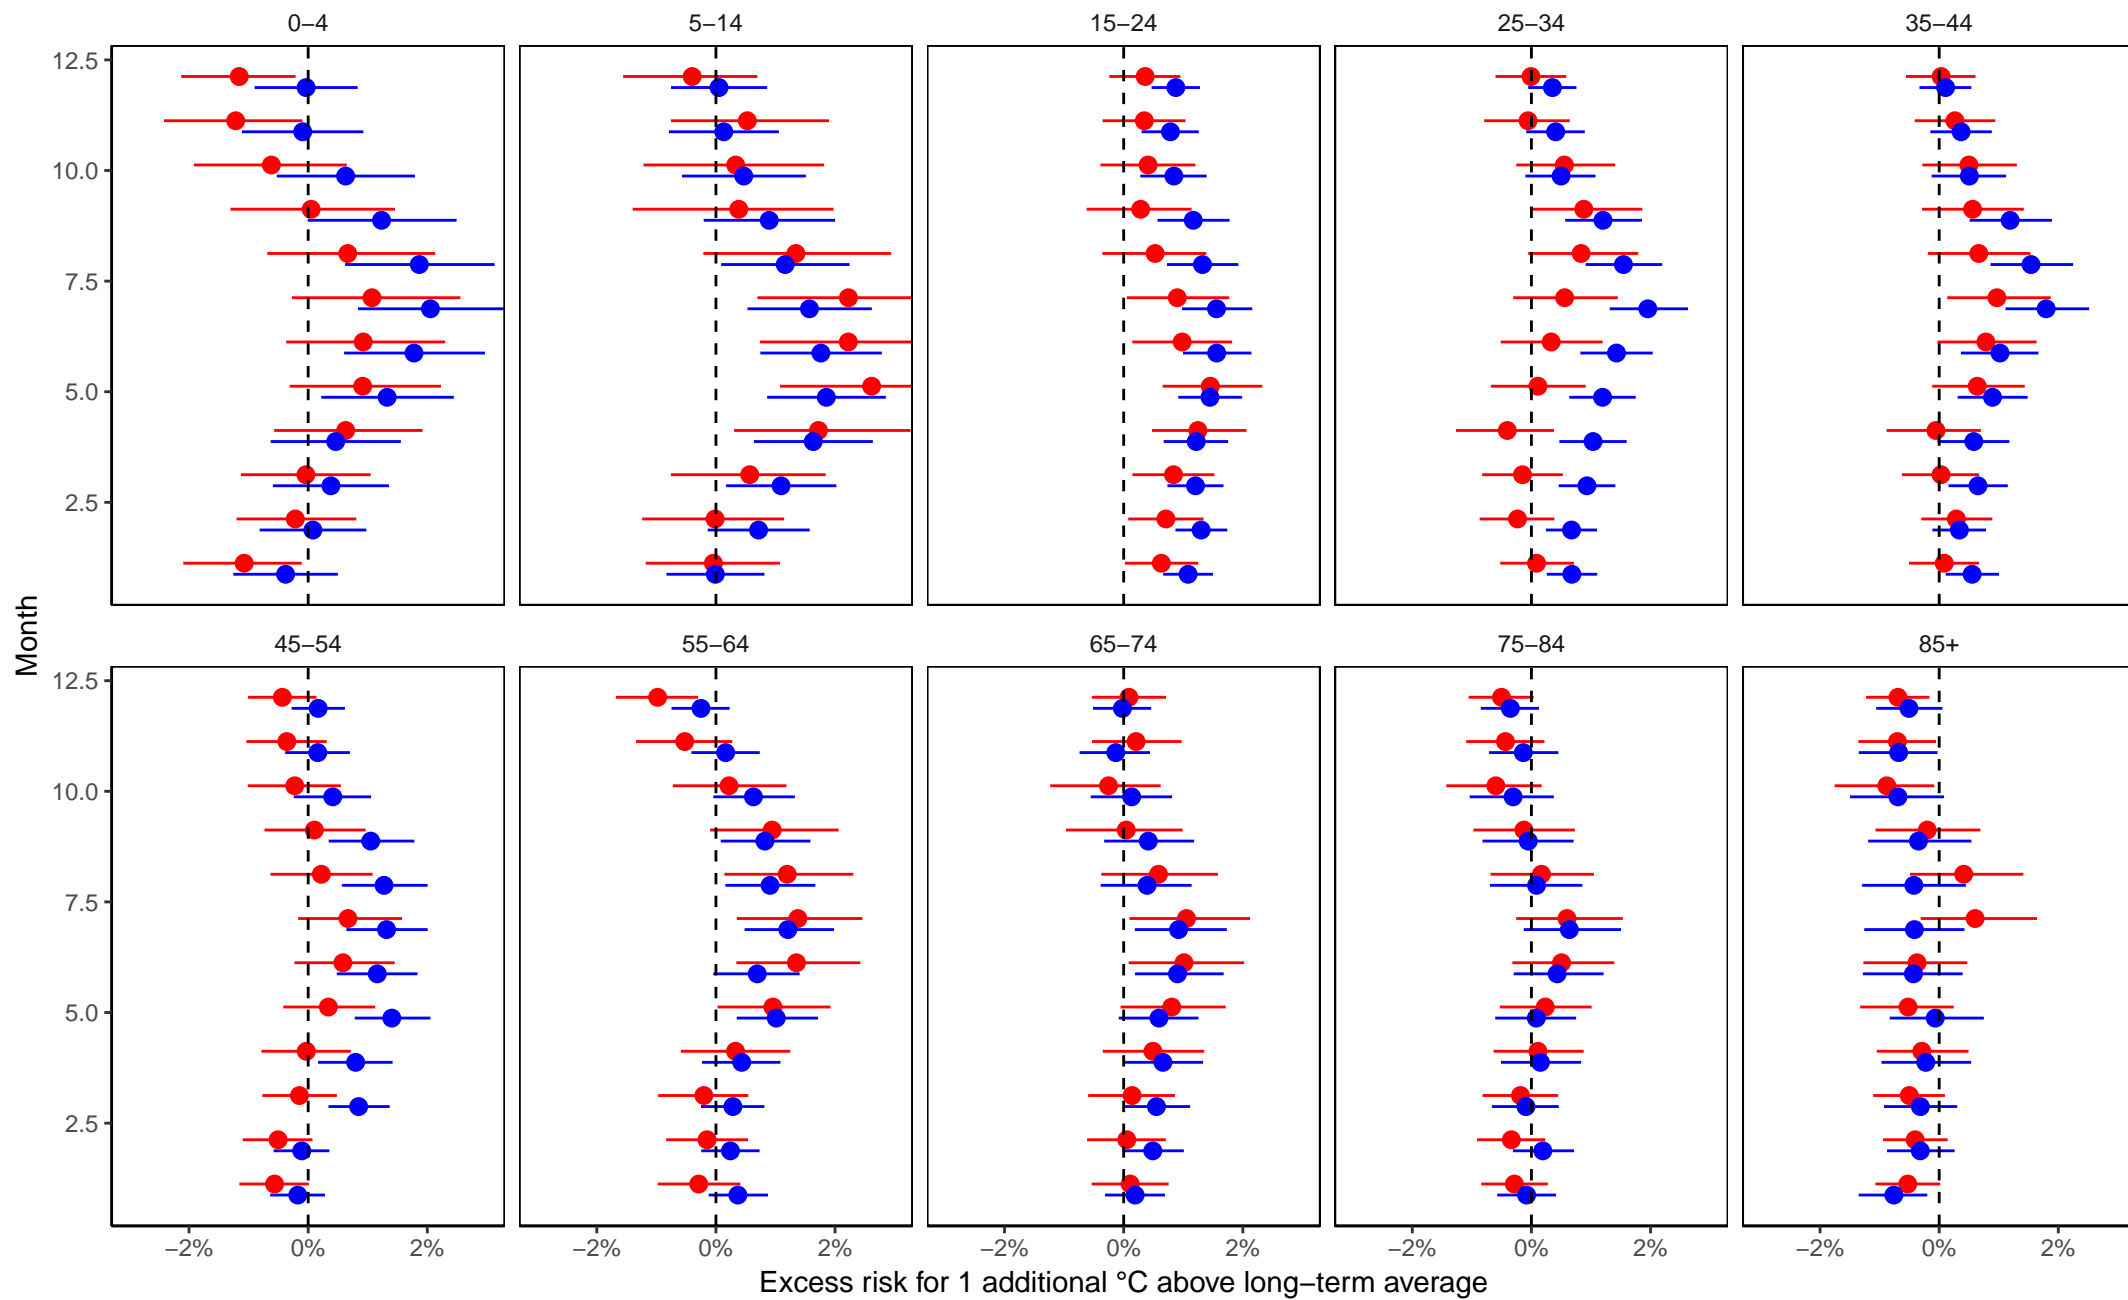 0−4 5−14 15−24 25−34 35−44
12.5
10.0
7.5
5.0
2.5
Month
45−54 55−64 65−74 75−84 85+
12.5
10.0
7.5
5.0
2.5
−2% 0% 2% −2% 0% 2% −2% 0% 2% −2% 0% 2% −2% 0% 2%
Excess risk for 1 additional °C above long−term average